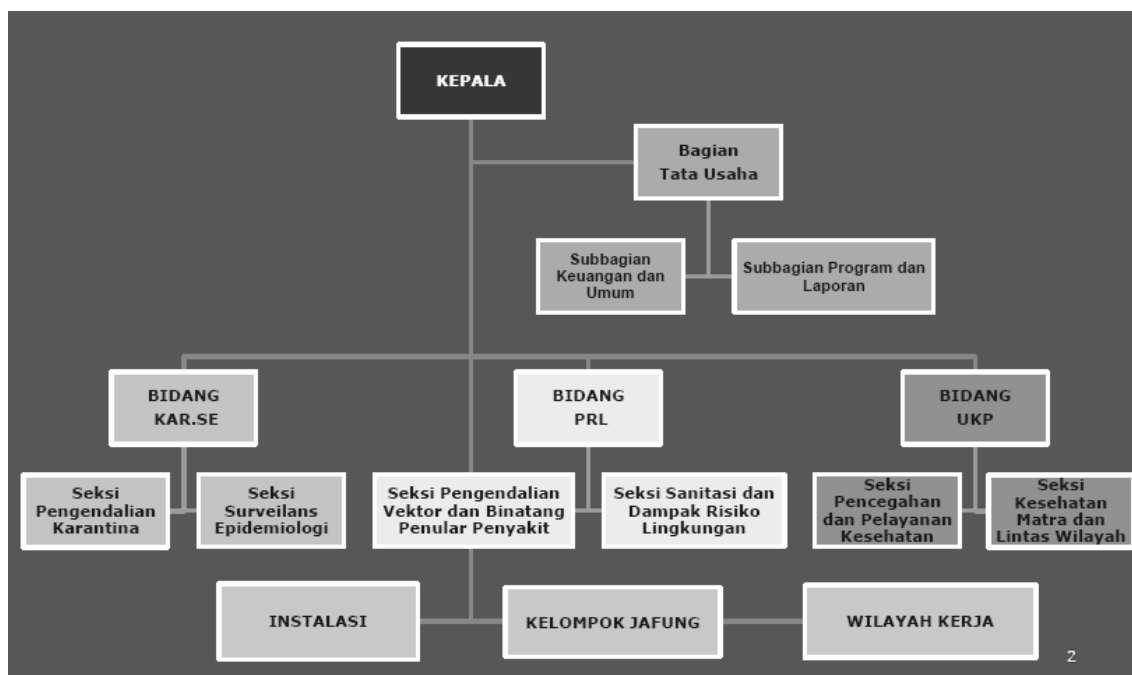 KEPALA
Bagian
Tata Usaha
Subbagian
Keuangan dan
Umum
Subbagian Program dan
Laporan
BIDANG
KAR.SE
BIDANG
PRL
BIDANG
UKP
Seksi
Pengendalian
Karantina
Seksi
Surveilans
Epidemiologi
Seksi Pengendalian
Vektor dan Binatang
Penular Penyakit
Seksi Sanitasi dan
Dampak Risiko
Lingkungan
Seksi
Pencegahan
dan Pelayanan
Kesehatan
Seksi
Kesehatan
Matra dan
Lintas Wilayah
INSTALASI
KELOMPOK JAFUNG
WILAYAH KERJA
2